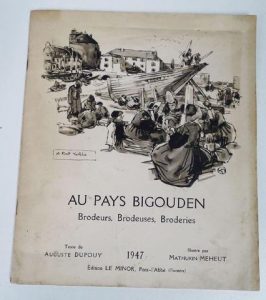 AU PAYS BIGOUDEN
Brodeurs, Brodeuses, Broderies
Texte de
AUGUSTE DUPOUY
1947
Illustré par
MATHURIN MEHEUT
Edition LE MINOR, Pont-l'Abbé (Finistère)